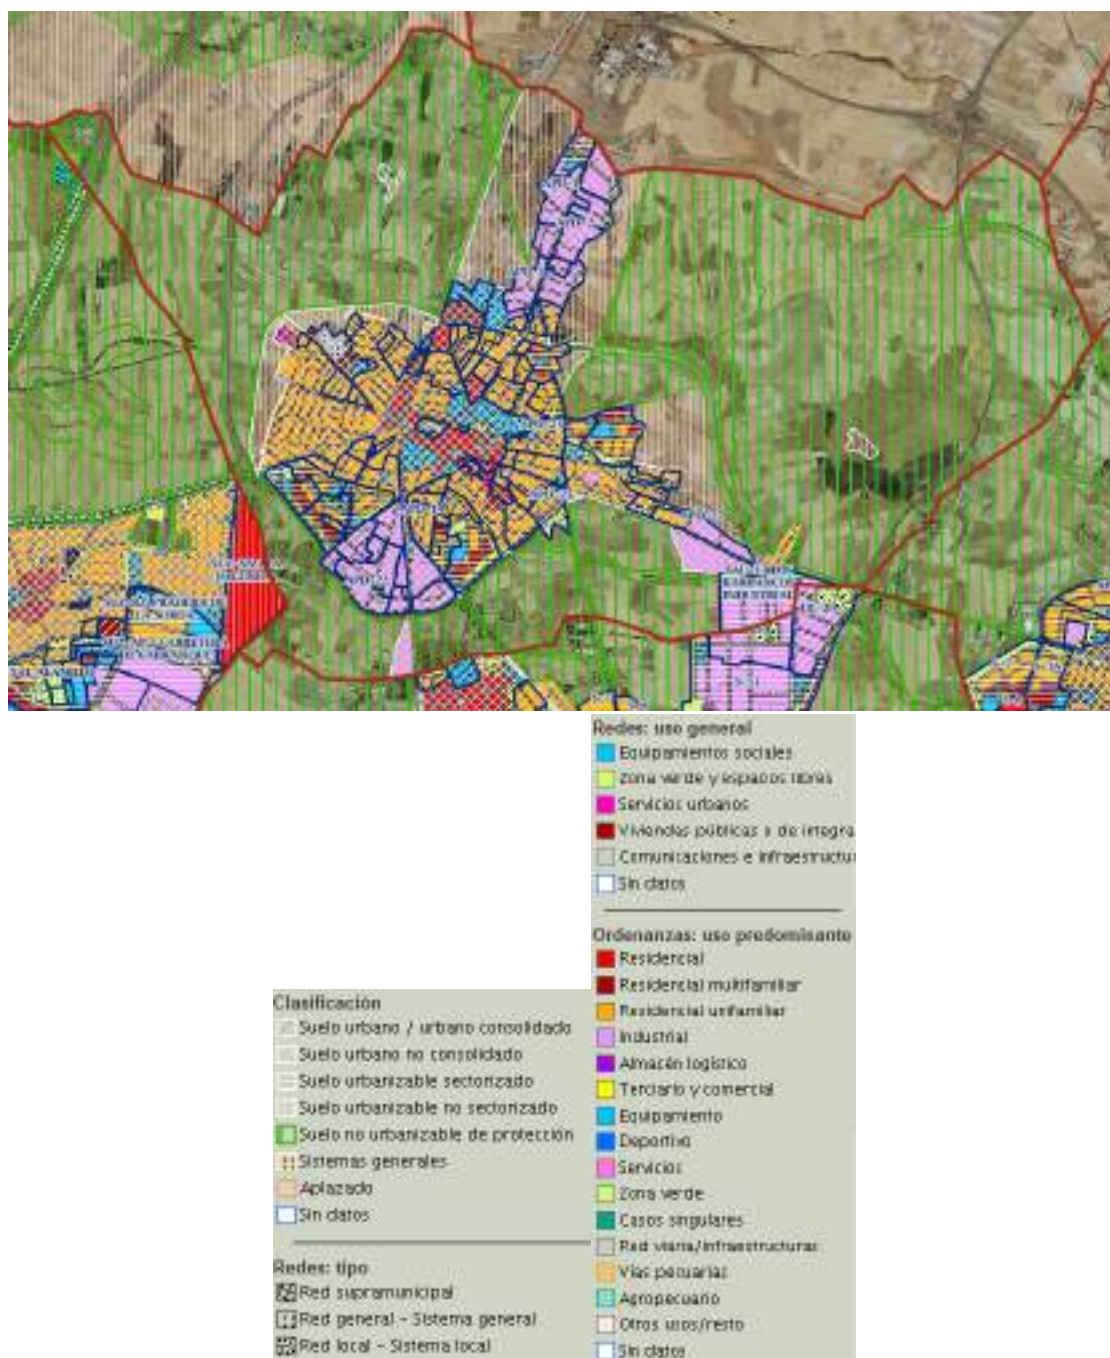 Redes: uso general
Equipamientos sociales
Zona verde y espacios libres
Servicios urbanos
Viviendas públicas o de integra
Comunicaciones e infraestructu
Sin datos
Ordenanzas: uso predominante
Residencial
Residencial multifamiliar
Residencial unifamiliar
Industrial
Almacén logístico
Terciario y comercial
Equipamiento
Deportivo
Servicios
Zona verde
Casos singulares
Red viaria/infraestructuras
Vías pecuarias
Agropecuario
Otros usos/resto
Sin datos
Clasificación
Suelo urbano / urbano consolidado
Suelo urbano no consolidado
Suelo urbanizable sectorizado
Suelo urbanizable no sectorizado
Suelo no urbanizable de protección
Sistemas generales
Aplazado
Sin datos
Redes: tipo
Red supramunicipal
Red general - Sistema general
Red local - Sistema local